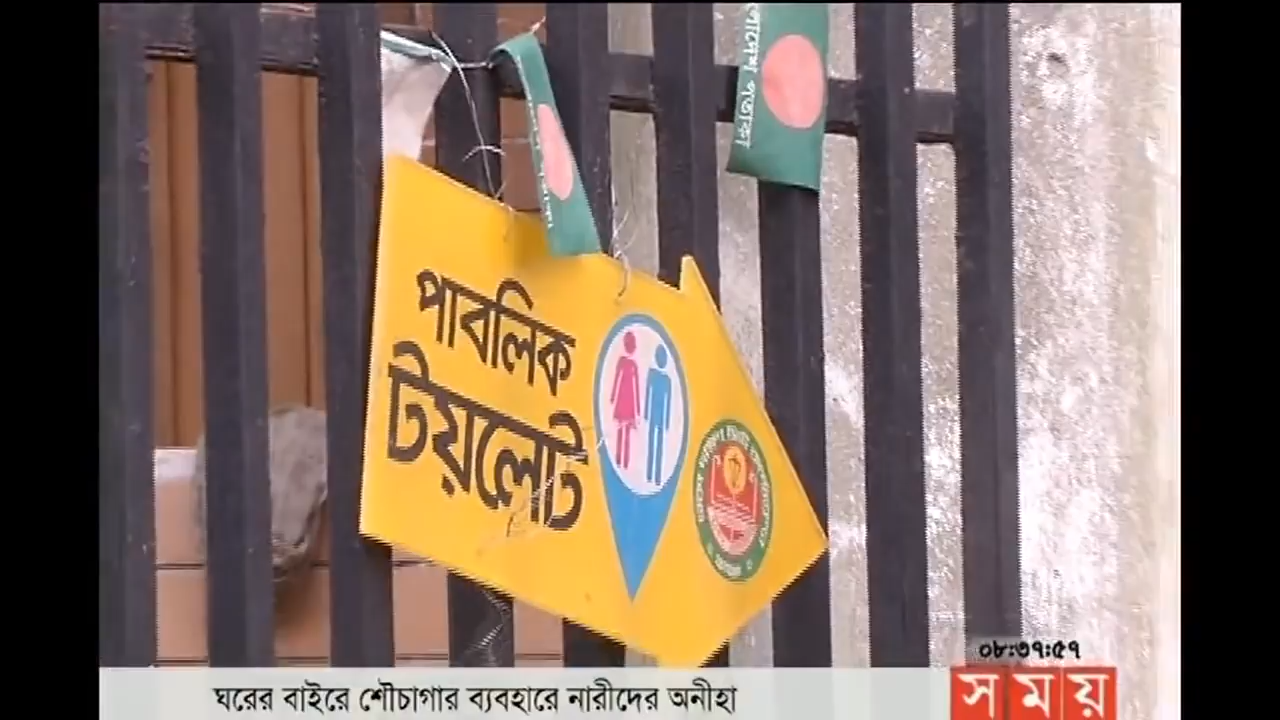 পাবলিক
টয়লেট
০৮:৩৭:৫৭
সময়
ঘরের বাইরে শৌচাগার ব্যবহারে নারীদের অনীহা